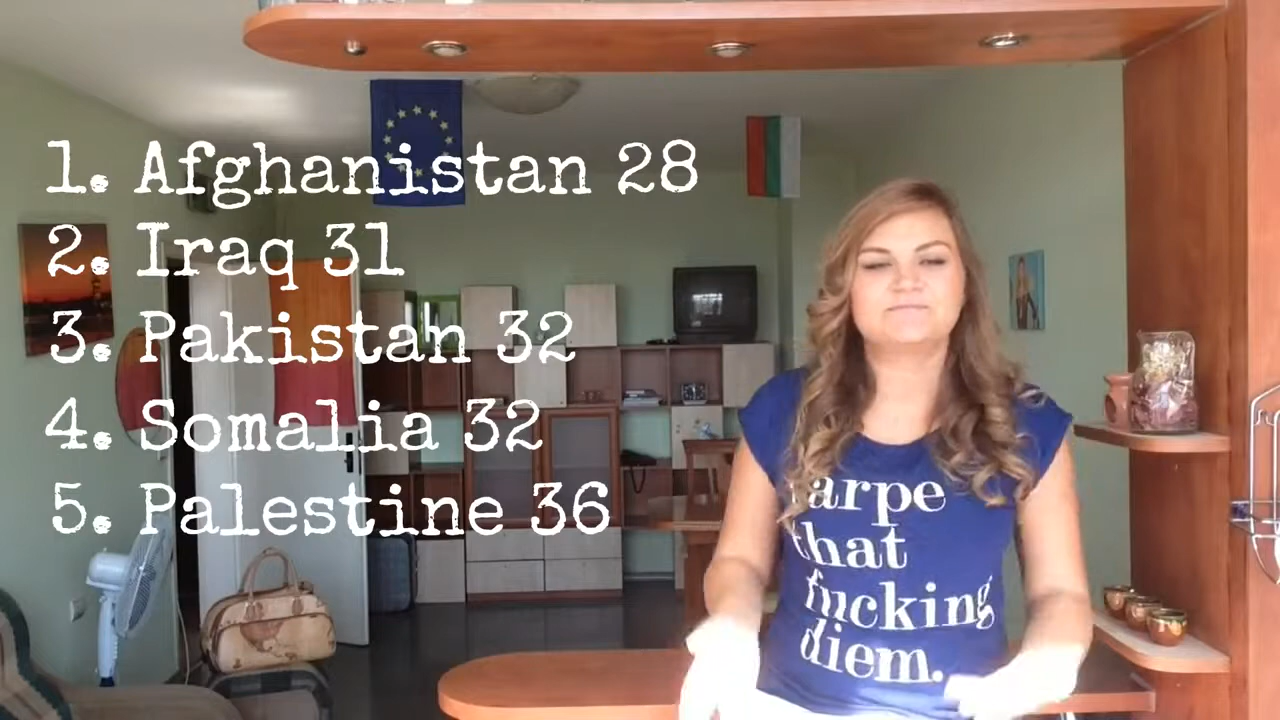 1. Afghanistan 28
2. Iraq 31
3. Pakistan 32
4. Somalia 32
5. Palestine 36
arpe
that
fucking
diem.